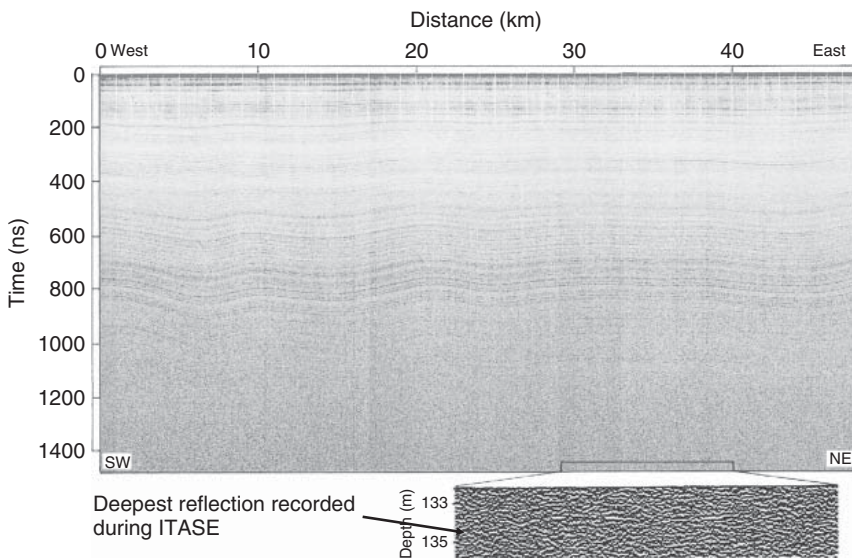 Distance (km)
0 West 10 20 30 40 East
0
200
400
600
800
1000
1200
1400
Time (ns)
SW NE
Deepest reflection recorded
during ITASE
Depth (m)
133
135